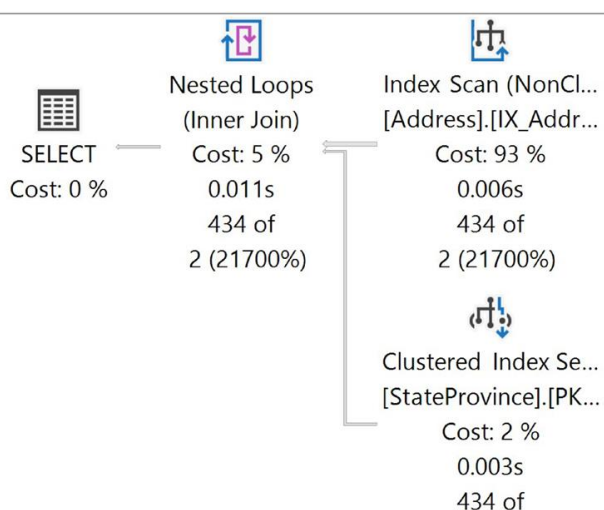 SELECT
Cost: 0 %
Nested Loops
(Inner Join)
Cost: 5 %
0.011s
434 of
2 (21700%)
Index Scan (NonCl...
[Address].[IX_Addr...
Cost: 93 %
0.006s
434 of
2 (21700%)
Clustered Index Se...
[StateProvince].[PK...
Cost: 2 %
0.003s
434 of